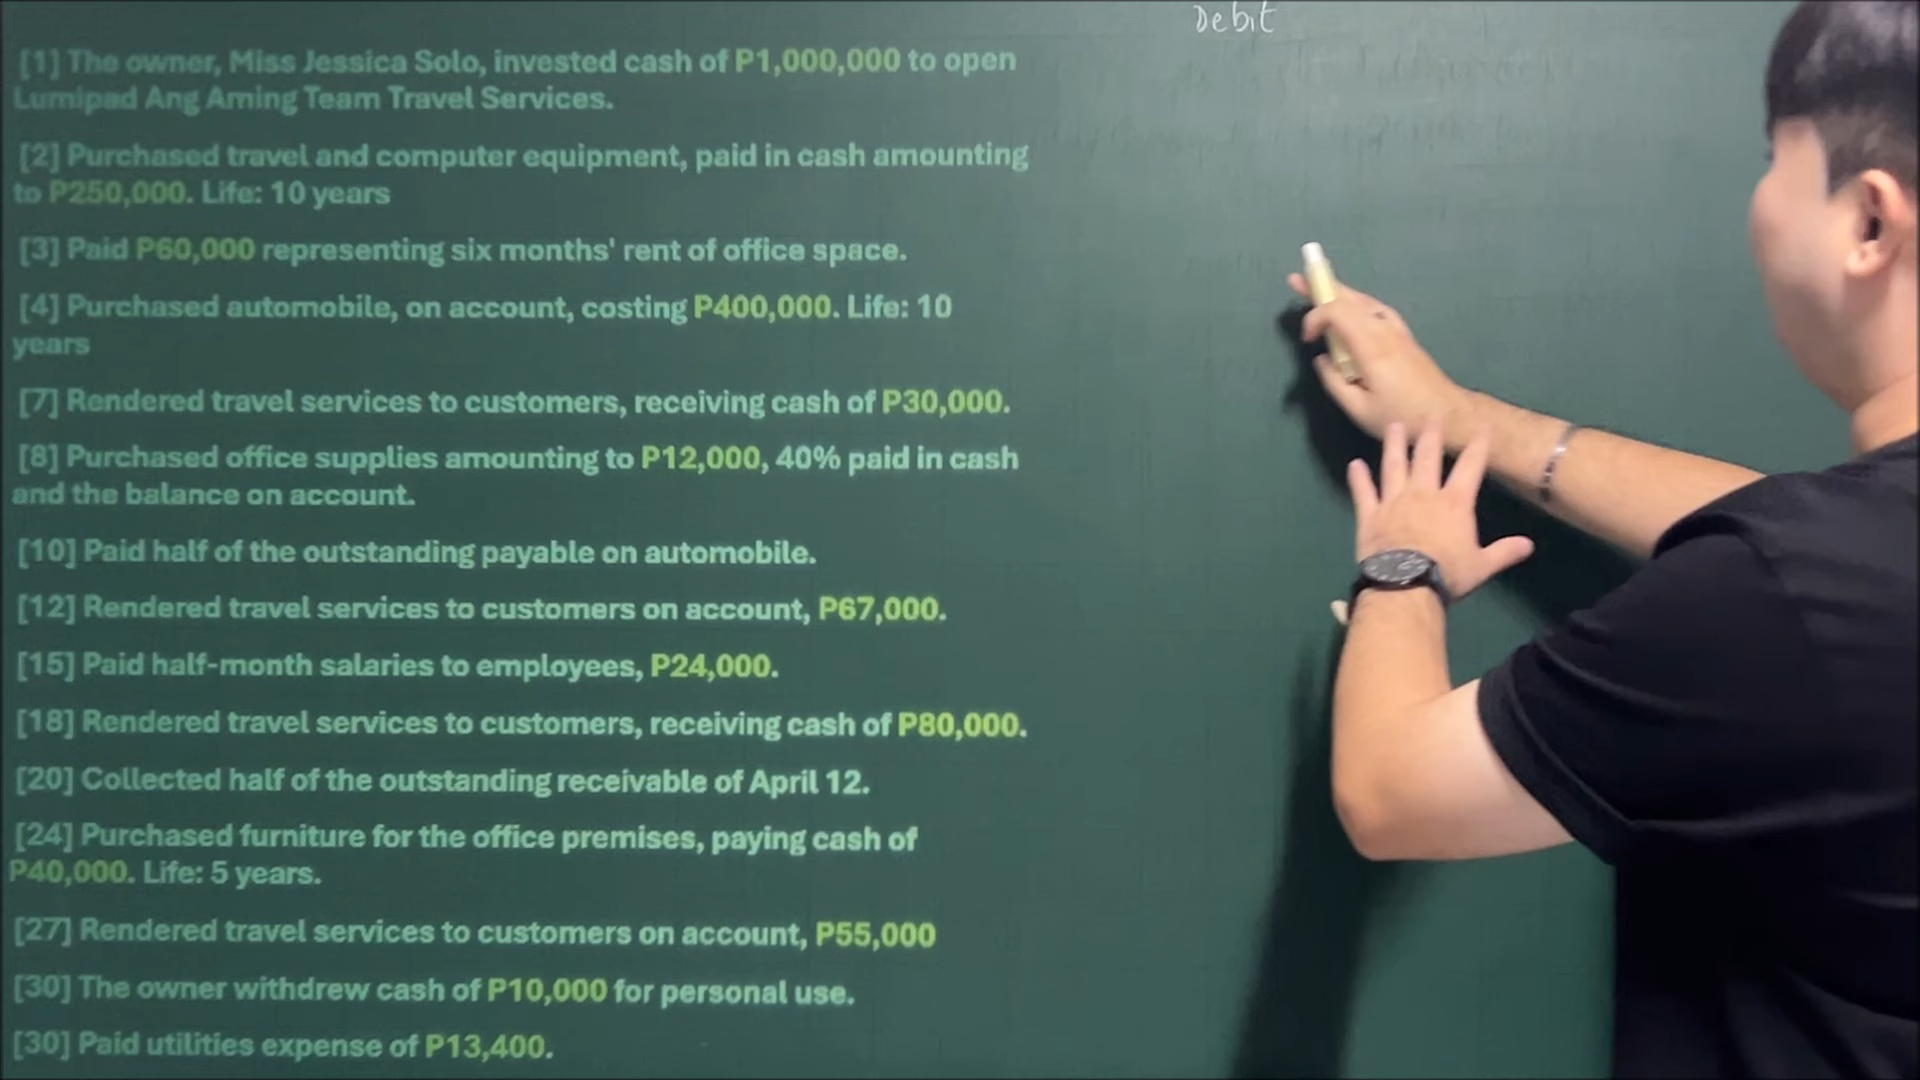 Debit
[1] The owner, Miss Jessica Solo, invested cash of P1,000,000 to open
Lumipad Ang Aming Team Travel Services.
[2] Purchased travel and computer equipment, paid in cash amounting
to P250,000. Life: 10 years
[3] Paid P60,000 representing six months' rent of office space.
[4] Purchased automobile, on account, costing P400,000. Life: 10
years
[7] Rendered travel services to customers, receiving cash of P30,000.
[8] Purchased office supplies amounting to P12,000, 40% paid in cash
and the balance on account.
[10] Paid half of the outstanding payable on automobile.
[12] Rendered travel services to customers on account, P67,000.
[15] Paid half-month salaries to employees, P24,000.
[18] Rendered travel services to customers, receiving cash of P80,000.
[20] Collected half of the outstanding receivable of April 12.
[24] Purchased furniture for the office premises, paying cash of
P40,000. Life: 5 years.
[27] Rendered travel services to customers on account, P55,000
[30] The owner withdrew cash of P10,000 for personal use.
[30] Paid utilities expense of P13,400.